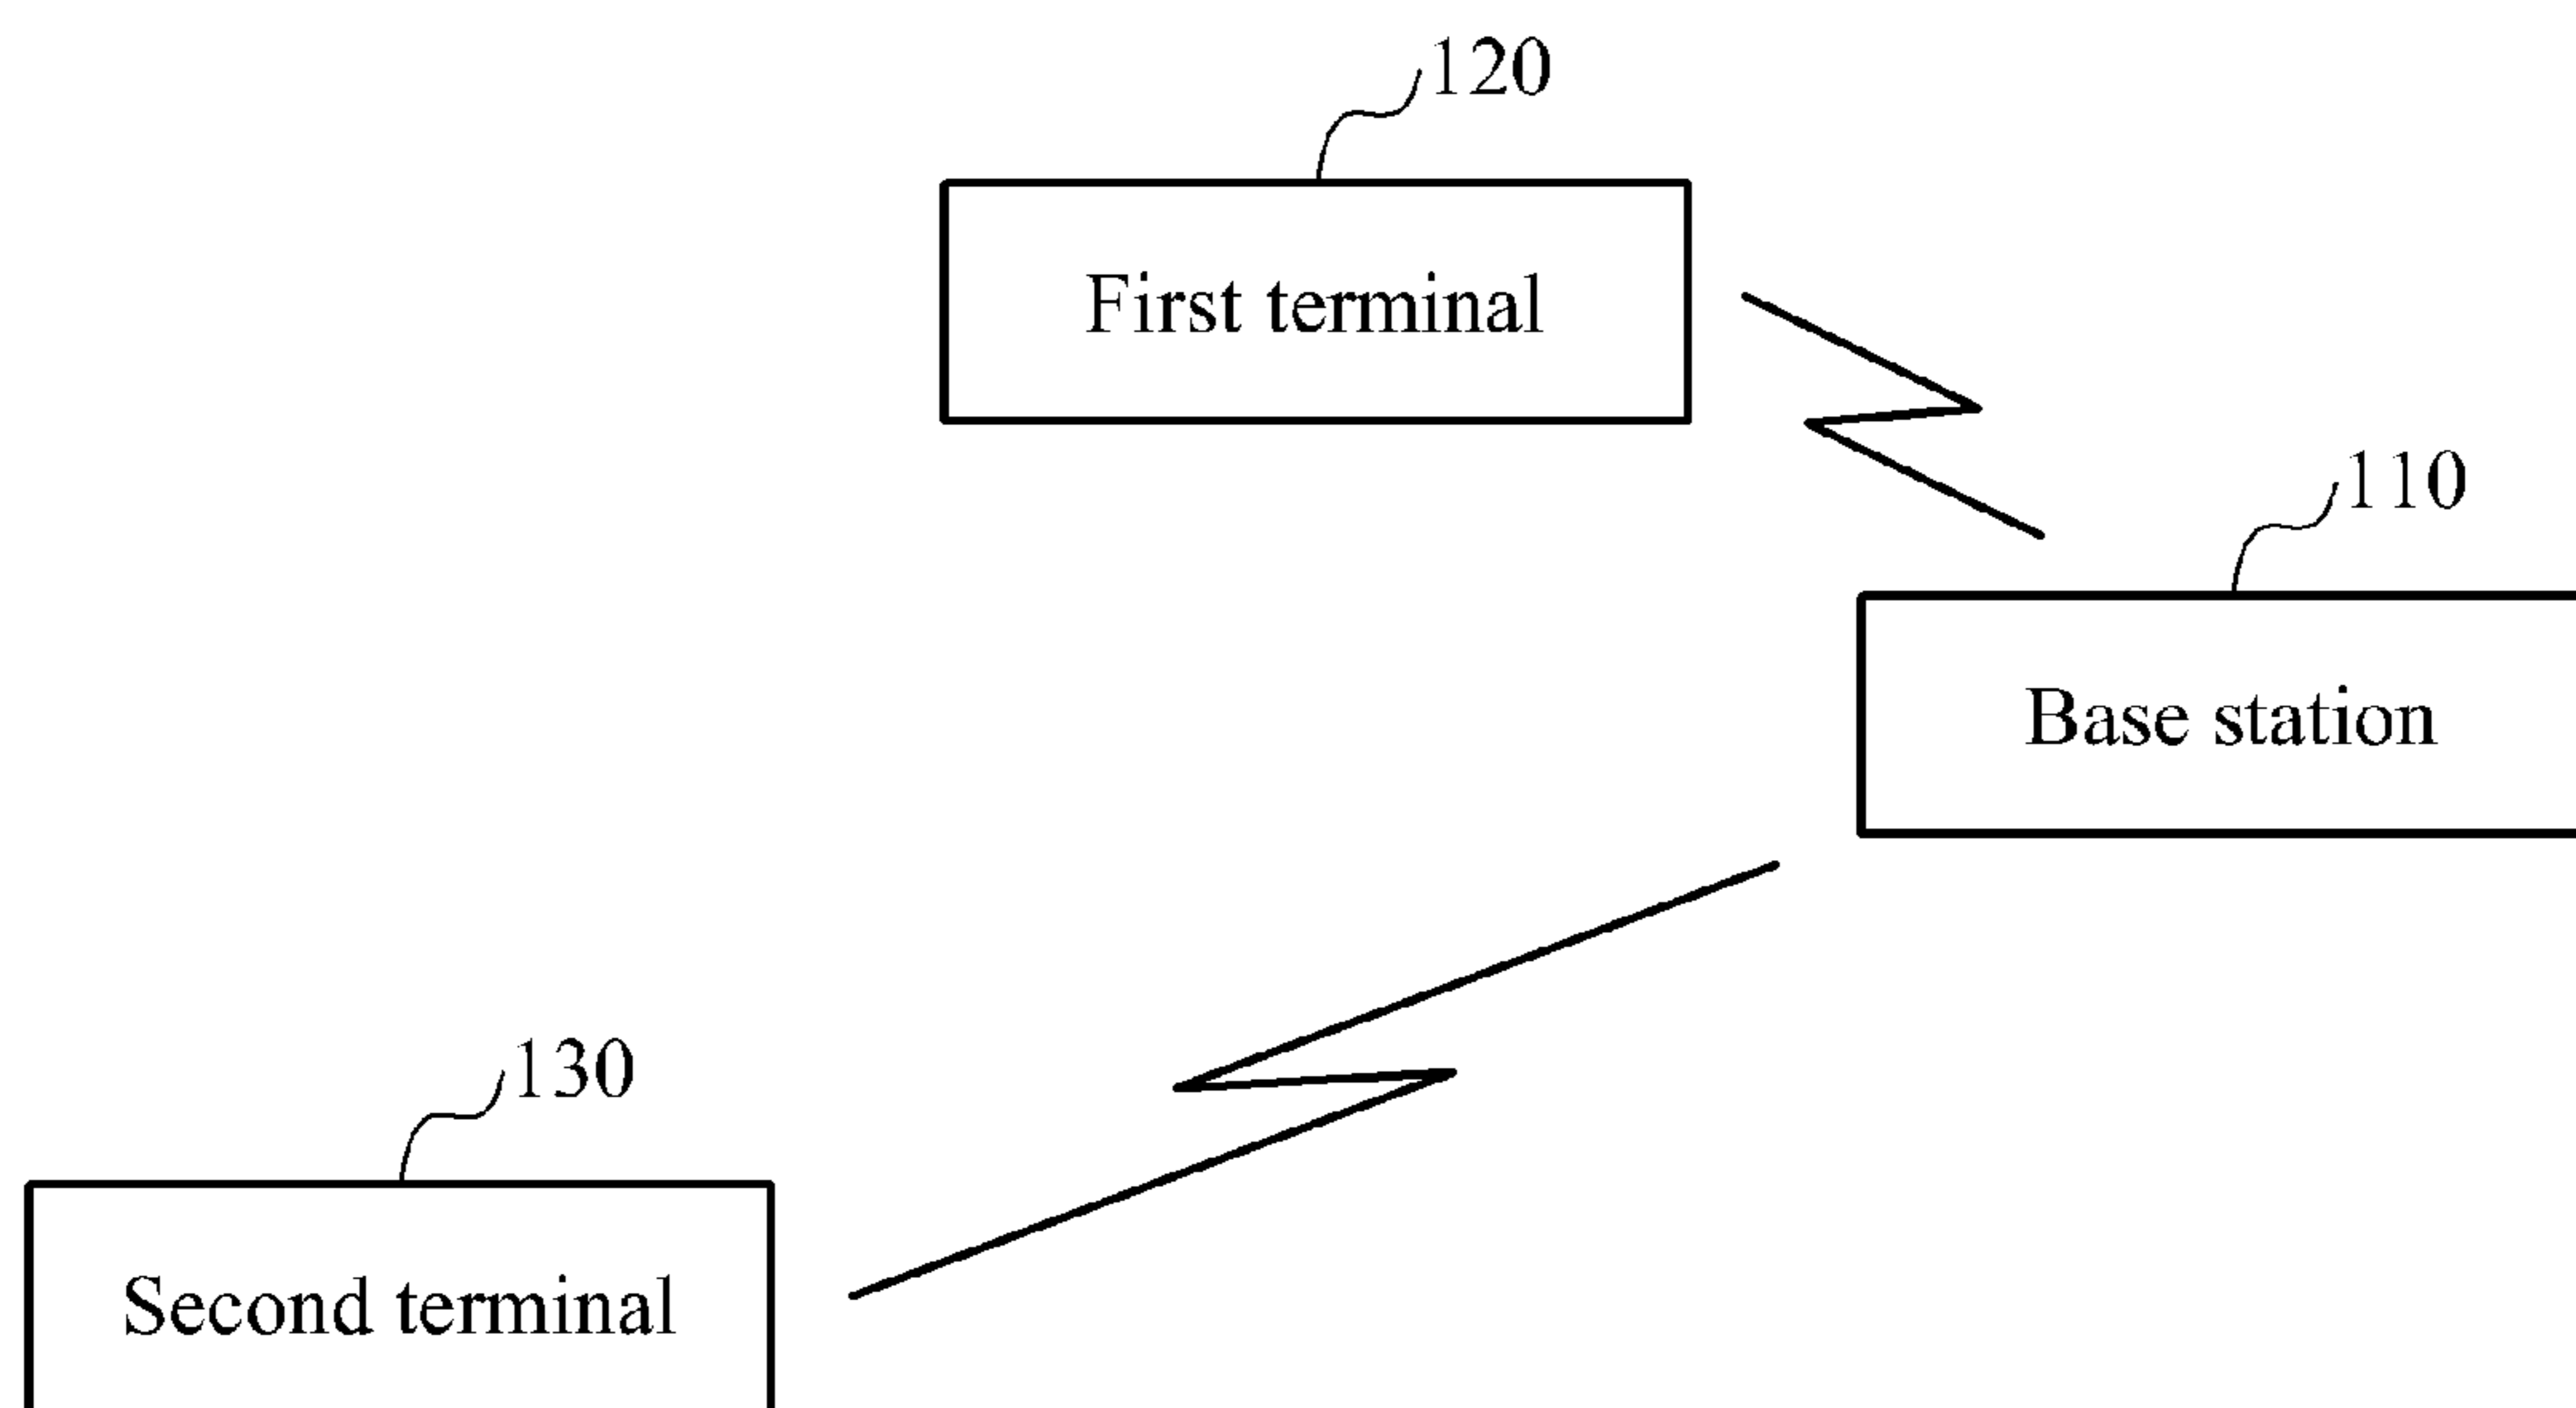 120
First terminal
110
Base station
130
Second terminal